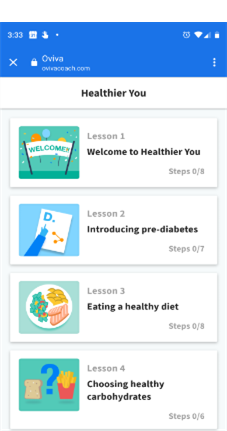 3:33
Oviva
ovivacoach.com
Healthier You
Lesson 1
WELCOME!
Welcome to Healthier You
Steps 0/8
Lesson 2
D.
Introducing pre-diabetes
Steps 0/7
Lesson 3
Eating a healthy diet
Steps 0/8
Lesson 4
?
Choosing healthy
carbohydrates
Steps 0/6